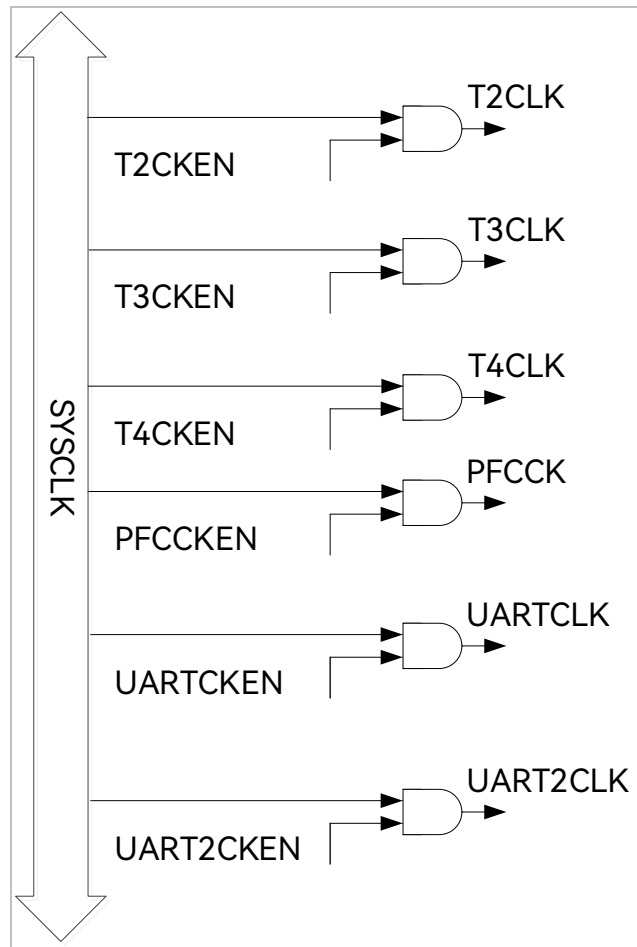 T2CLK
T2CKEN
T3CLK
T3CKEN
T4CLK
T4CKEN
SYSCLK
PFCCK
PFCCKEN
UARTCLK
UARTCKEN
UART2CLK
UART2CKEN